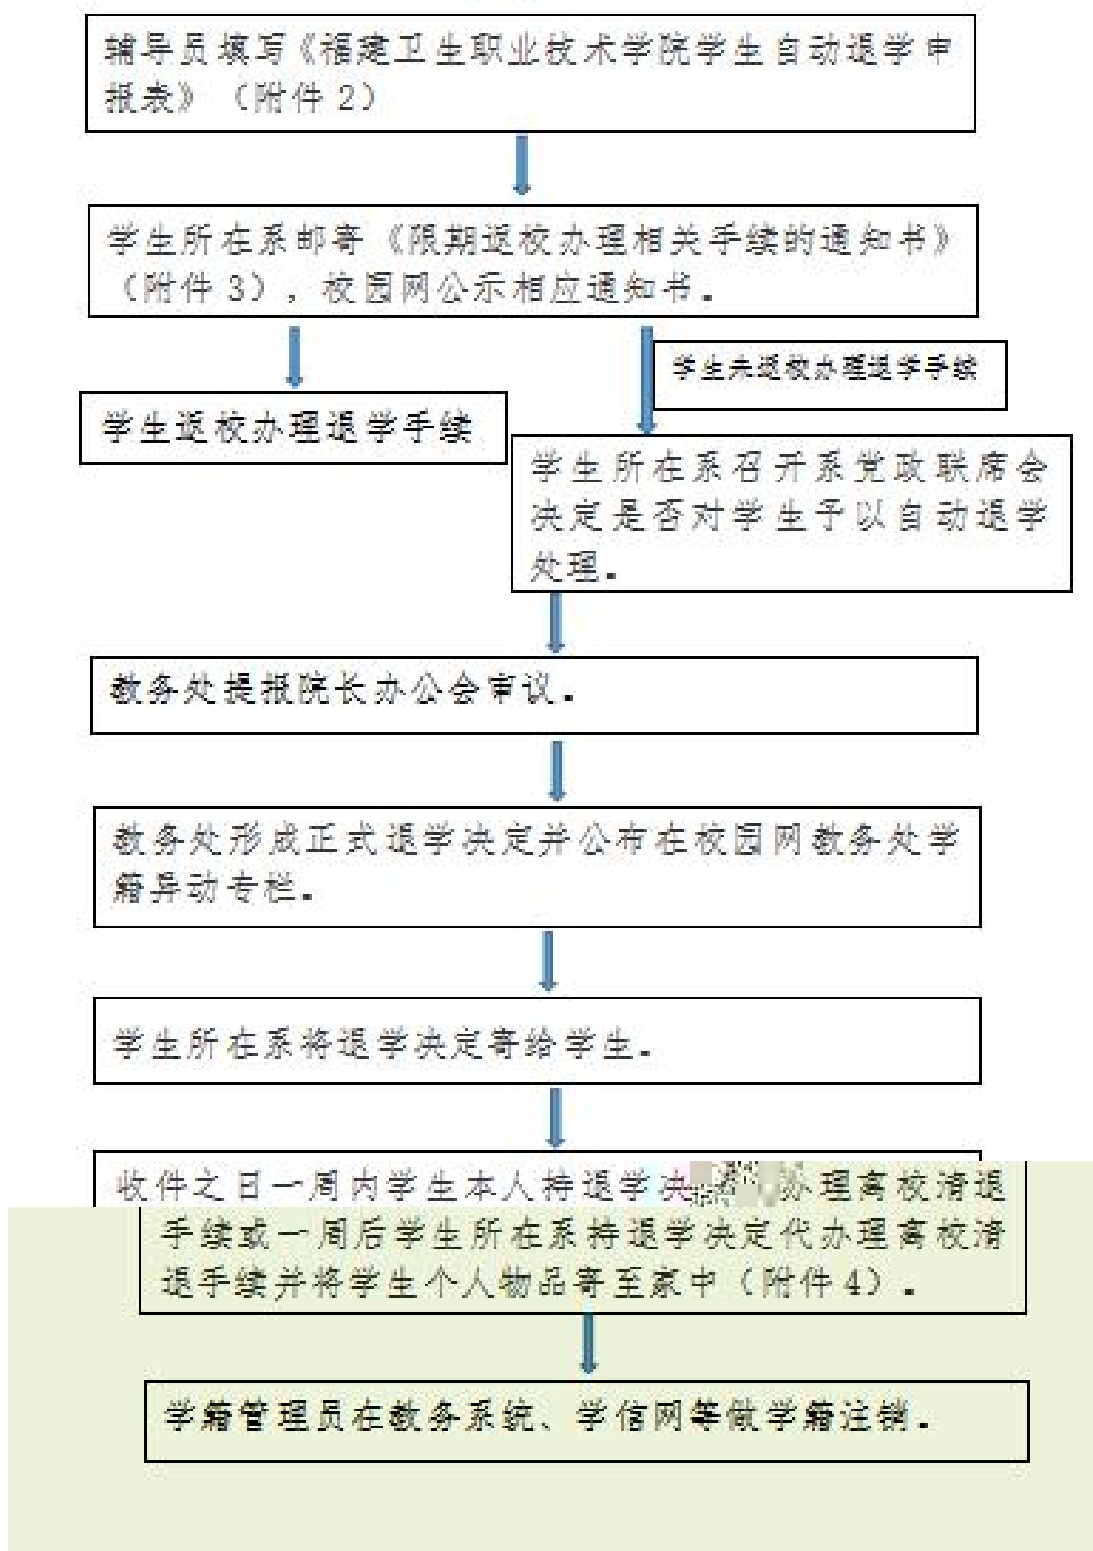 辅导员填写《福建卫生职业技术学院学生自动退学申
报表》（附件2）
学生所在系邮寄《限期返校办理相关手续的通知书》
（附件3），校园网公示相应通知书。
学生未返校办理退学手续
学生返校办理退学手续
学生所在系召开系党政联席会
决定是否对学生予以自动退学
处理。
教务处提报院长办公会审议。
教务处形成正式退学决定并公布在校园网教务处学
籍异动专栏。
学生所在系将退学决定寄给学生。
收件之日一周内学生本人持退学决办理离校清退
手续或一周后学生所在系持退学决定代办理离校清
退手续并将学生个人物品寄至家中（附件4）。
学籍管理员在教务系统、学信网等做学籍注销。